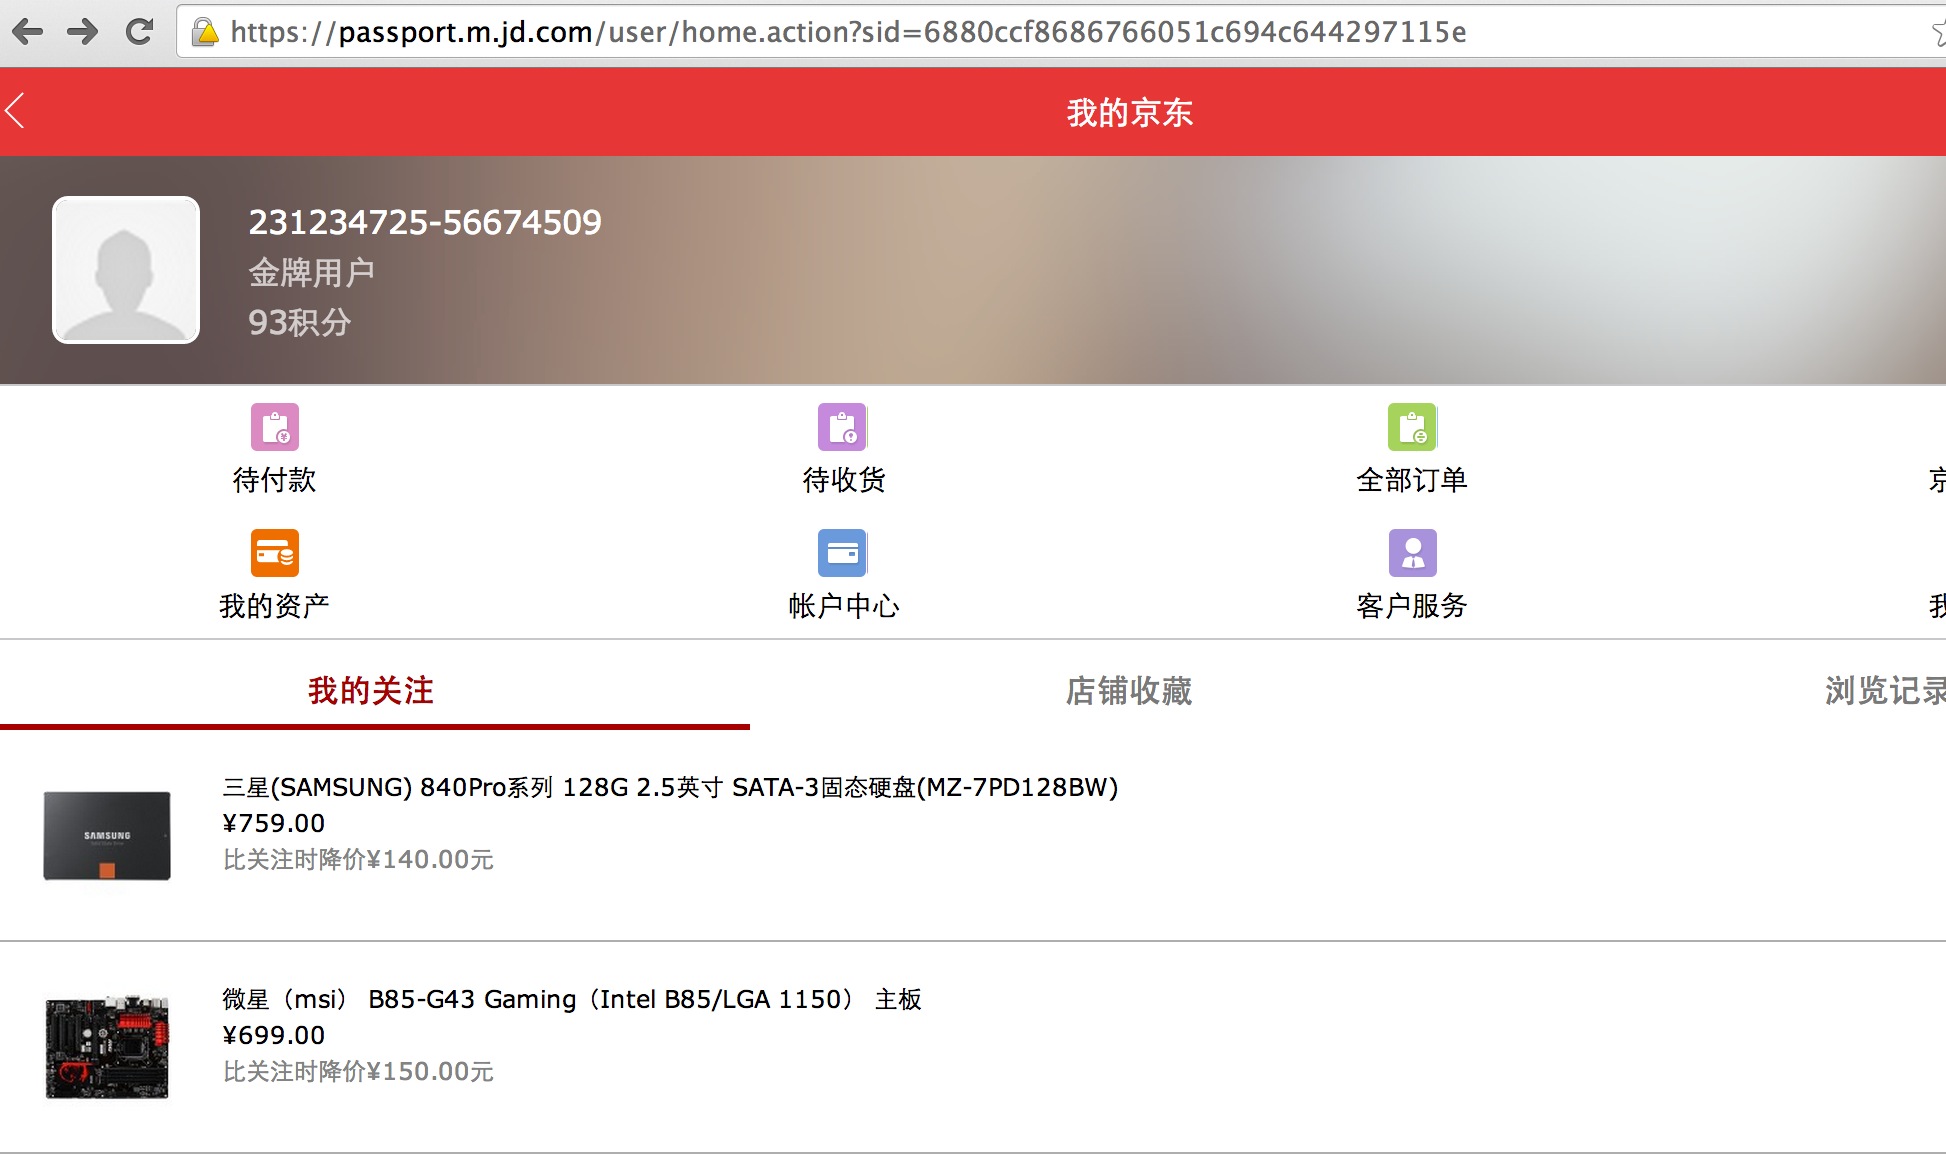 https://passport.m.jd.com/user/home.action?sid=6880ccf8686766051c694c644297115e
我的京东
231234725-56674509
金牌用户
93积分
待付款 待收货 全部订单 京
我的资产 帐户中心 客户服务 我
我的关注 店铺收藏 浏览记录
三星(SAMSUNG) 840Pro系列 128G 2.5英寸 SATA-3固态硬盘(MZ-7PD128BW)
¥759.00
比关注时降价¥140.00元
SAMSUNG
微星（msi） B85-G43 Gaming（Intel B85/LGA 1150） 主板
¥699.00
比关注时降价¥150.00元